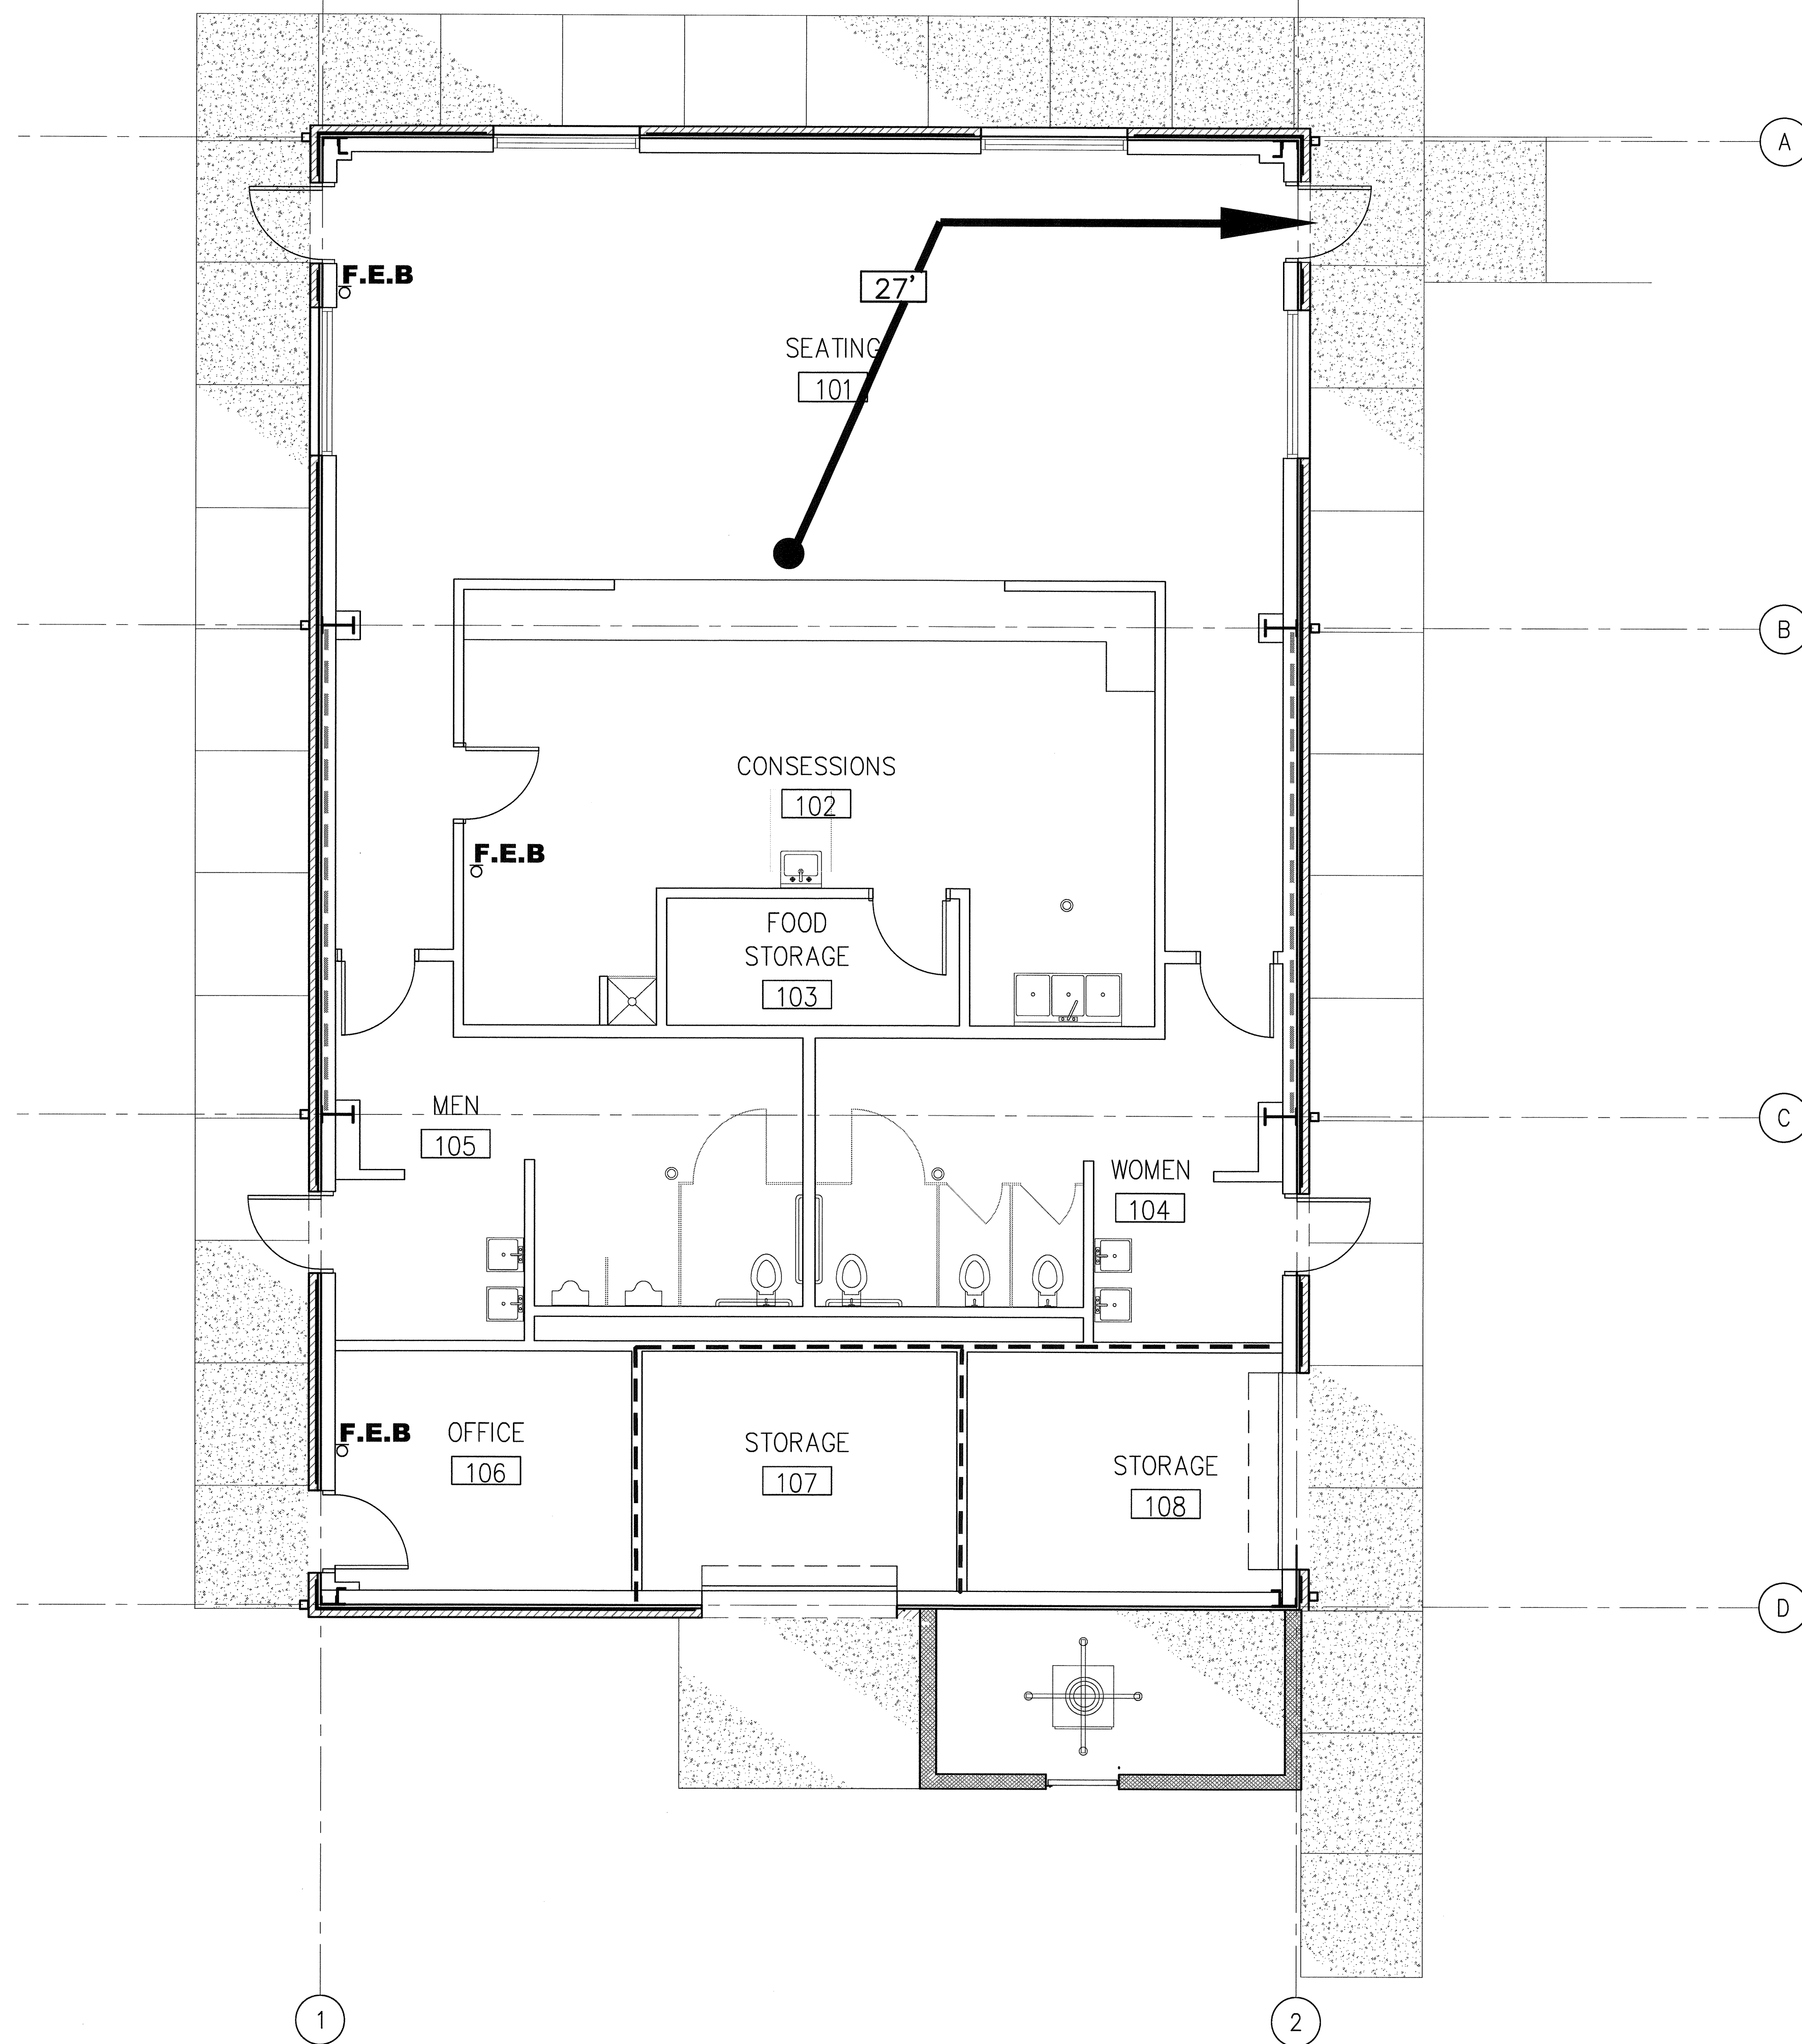 A
F.E.B
27'
SEATING
101
B
CONSESSIONS
102
F.E.B
FOOD
STORAGE
103
MEN
105
C
WOMEN
104
F.E.B
OFFICE
106
STORAGE
107
STORAGE
108
D
1
2